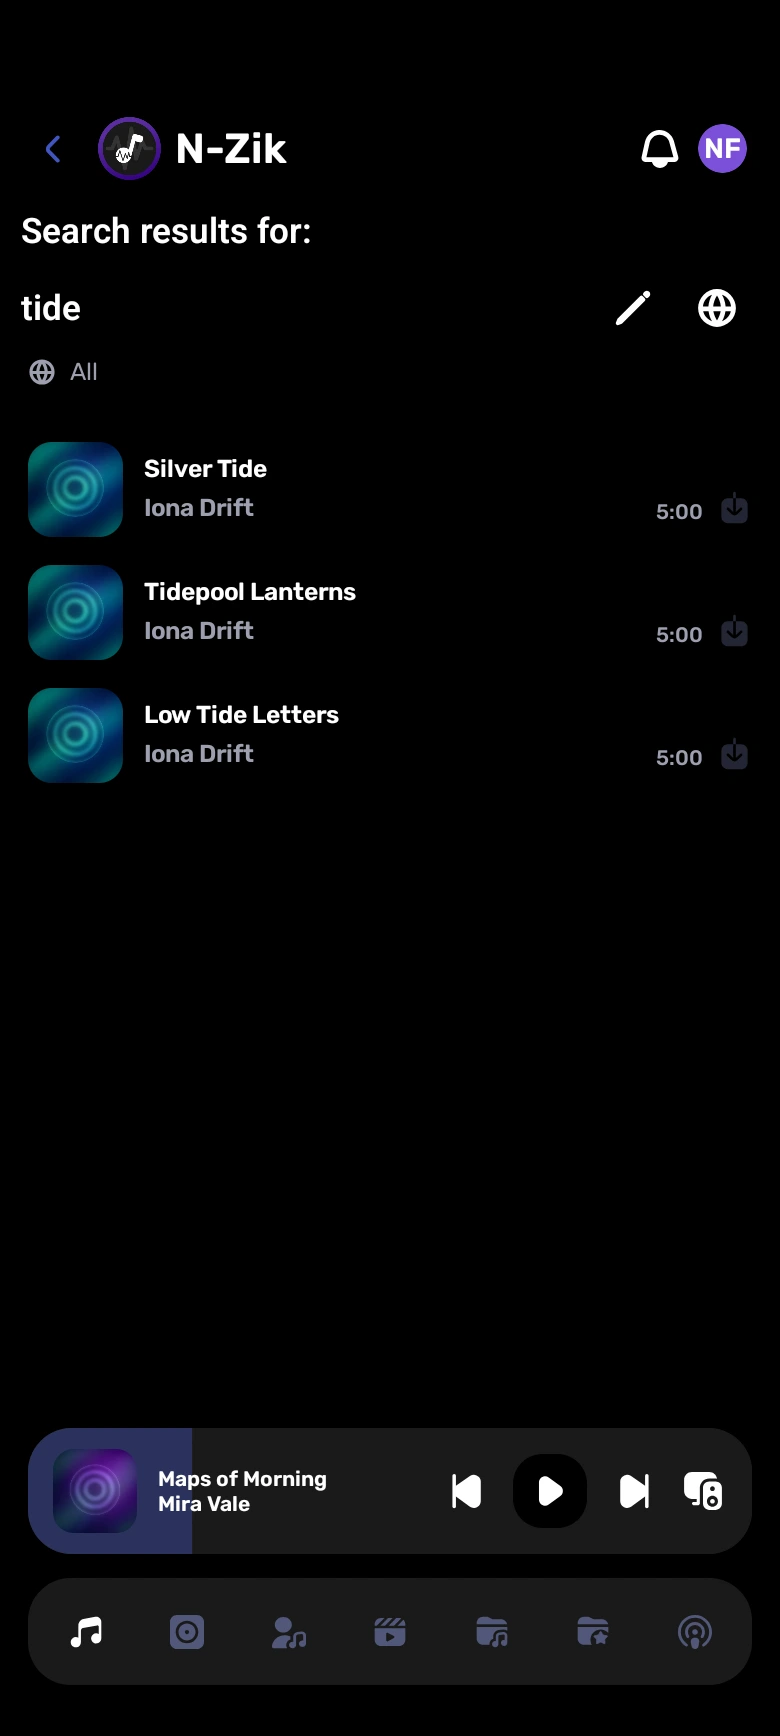 N-Zik
NF
Search results for:
tide
All
Silver Tide
Iona Drift
5:00
Tidepool Lanterns
Iona Drift
5:00
Low Tide Letters
Iona Drift
5:00
Maps of Morning
Mira Vale